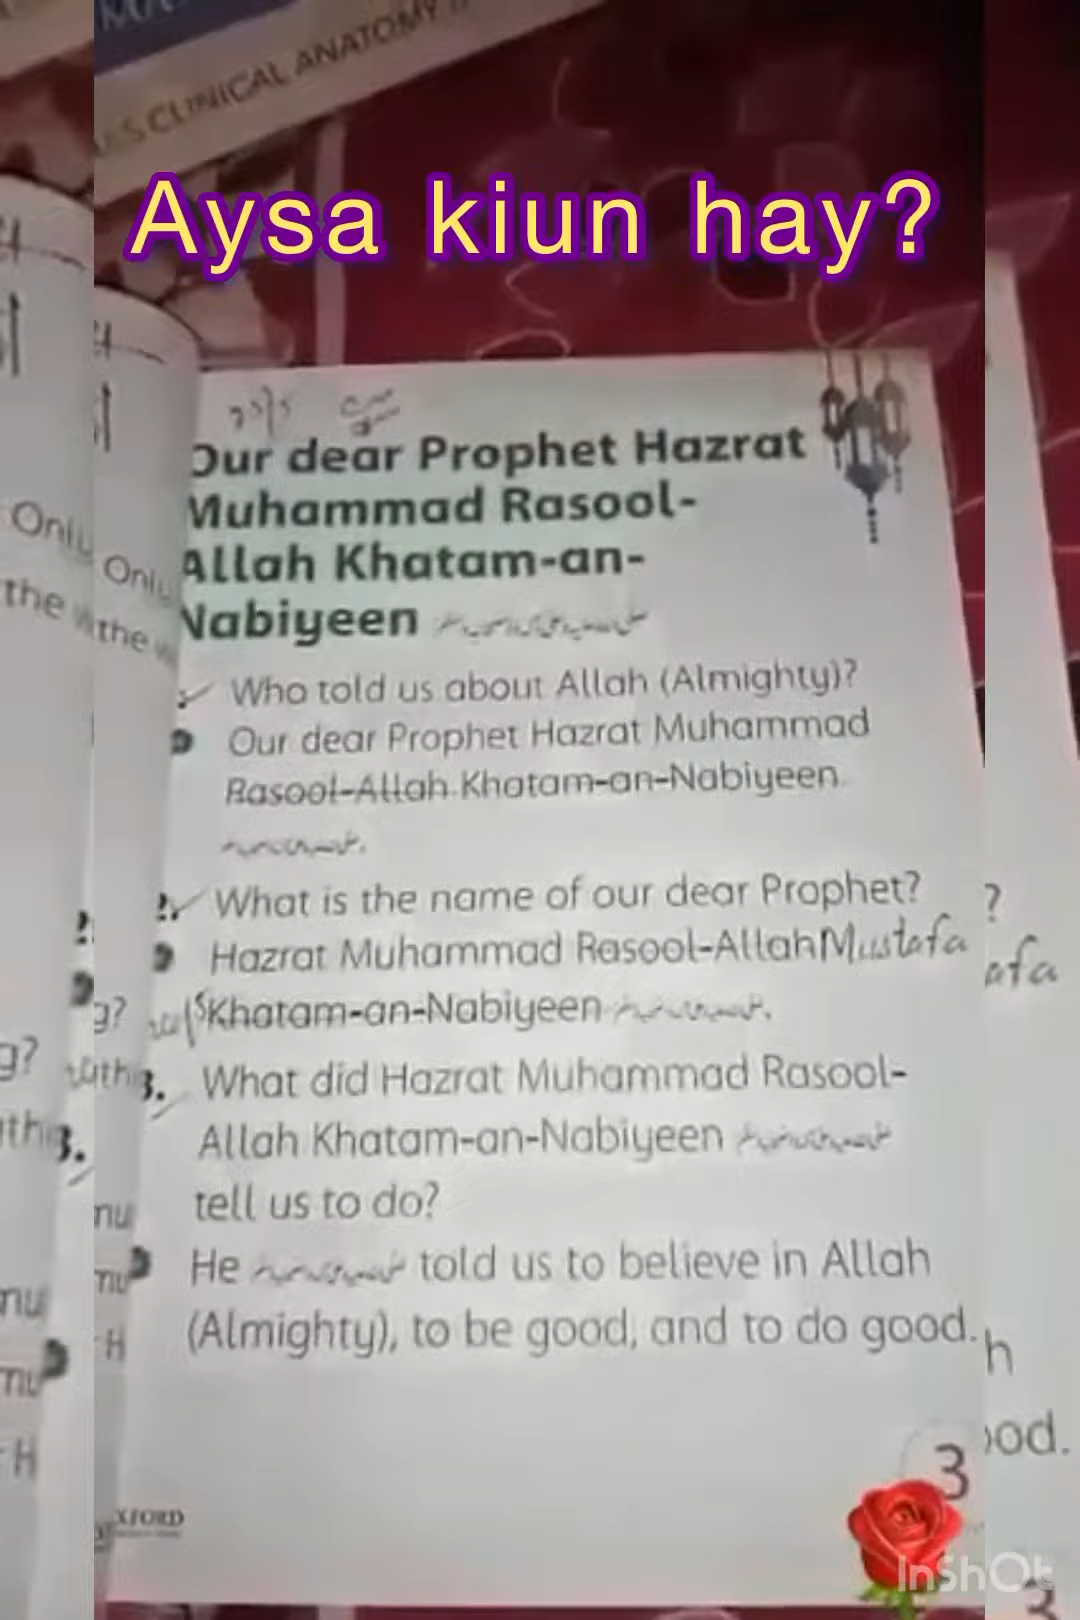 CLINICAL ANATOMY
Aysa kiun hay?
Our dear Prophet Hazrat
Muhammad Rasool-
Allah Khatam-an-
Nabiyeen
Who told us about Allah (Almighty)?
Our dear Prophet Hazrat Muhammad
Rasool-Allah Khatam-an-Nabiyeen
What is the name of our dear Prophet?
Hazrat Muhammad Rasool-Allah Mustafa
Khatam-an-Nabiyeen
3. What did Hazrat Muhammad Rasool-
Allah Khatam-an-Nabiyeen
tell us to do?
He told us to believe in Allah
(Almighty), to be good, and to do good.
3
XFORD
InShOt